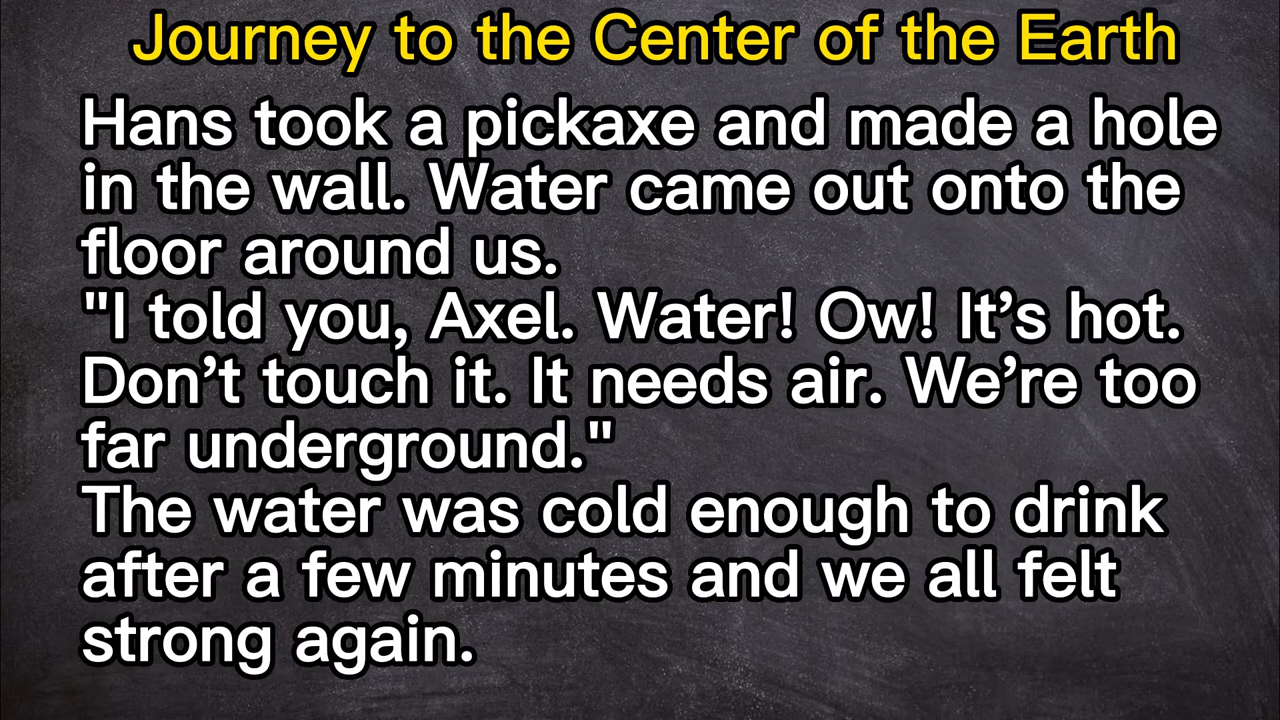 Journey to the Center of the Earth
Hans took a pickaxe and made a hole
in the wall. Water came out onto the
floor around us.
"I told you, Axel. Water! Ow! It’s hot.
Don’t touch it. It needs air. We’re too
far underground."
The water was cold enough to drink
after a few minutes and we all felt
strong again.